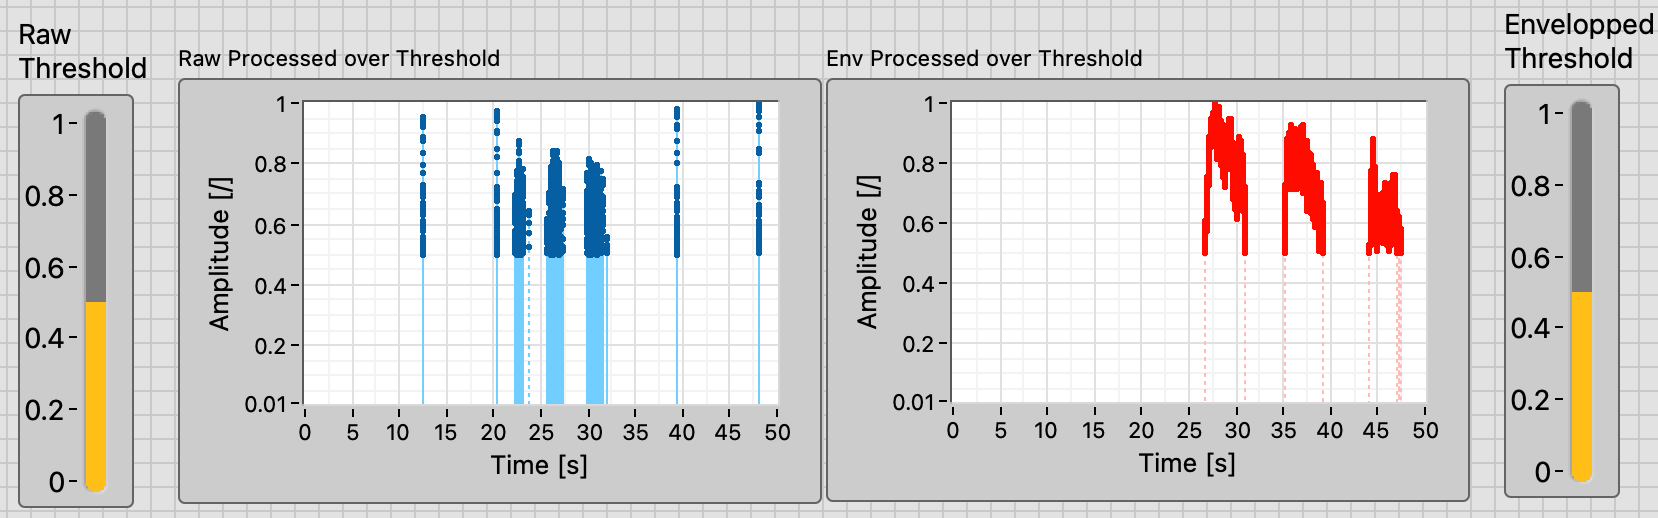 Raw
Threshold
1
0.8
0.6
0.4
0.2
0
Raw Processed over Threshold
Amplitude [/]
1
0.8
0.6
0.4
0.2
0.01
0 5 10 15 20 25 30 35 40 45 50
Time [s]
Env Processed over Threshold
Amplitude [/]
1
0.8
0.6
0.4
0.2
0.01
0 5 10 15 20 25 30 35 40 45 50
Time [s]
Envelopped
Threshold
1
0.8
0.6
0.4
0.2
0